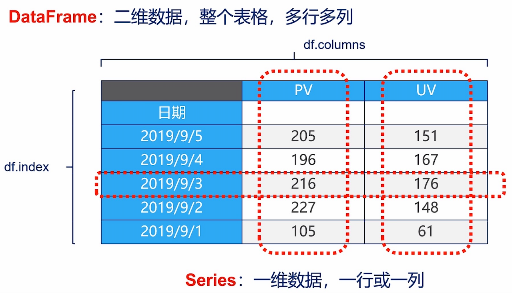 DataFrame：二维数据，整个表格，多行多列
df.columns
PV UV
日期
2019/9/5 205 151
2019/9/4 196 167
df.index
2019/9/3 216 176
2019/9/2 227 148
2019/9/1 105 61
Series：一维数据，一行或一列